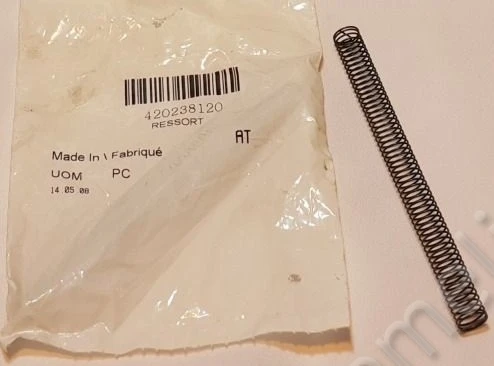 420238120
RESSORT
AT
Made In \ Fabriqué
UOM PC
14 05 08